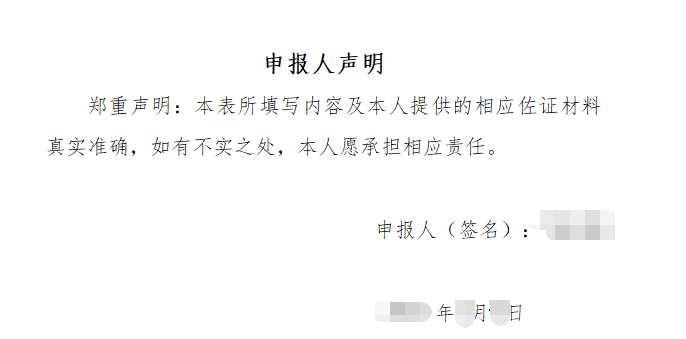 申报人声明
郑重声明：本表所填写内容及本人提供的相应佐证材料
真实准确，如有不实之处，本人愿承担相应责任。
申报人（签名）：
年 月 日